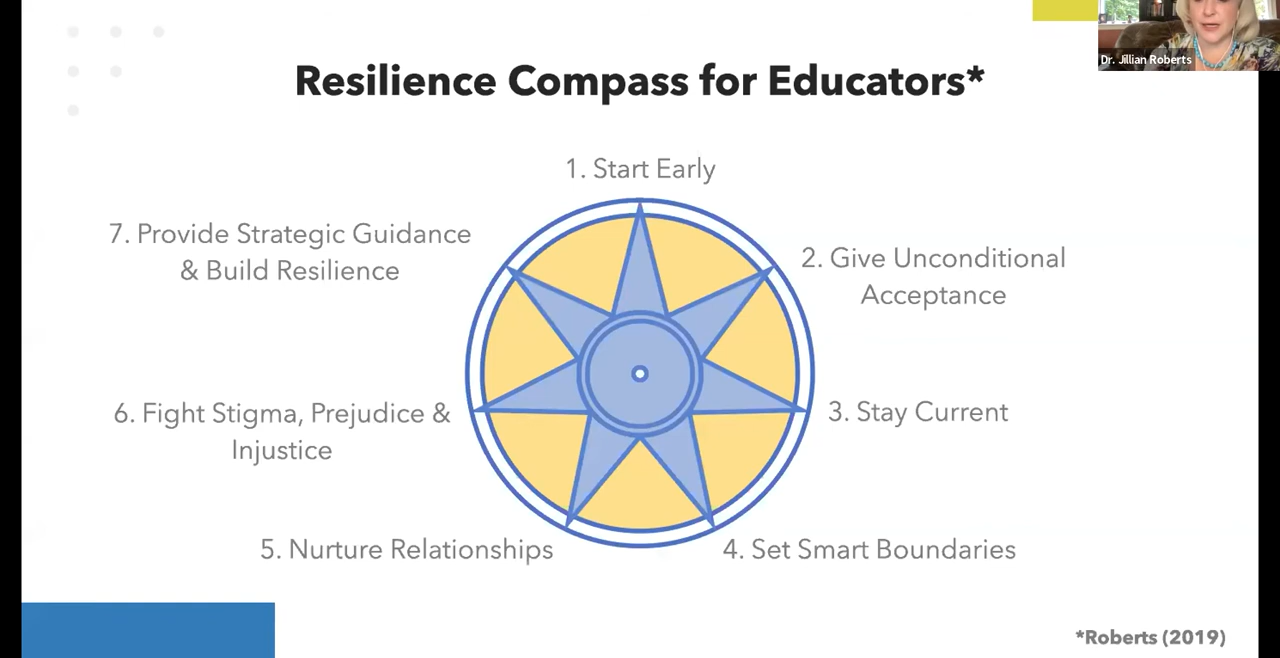 Dr. Jillian Roberts
Resilience Compass for Educators*
1. Start Early
2. Give Unconditional
Acceptance
3. Stay Current
4. Set Smart Boundaries
5. Nurture Relationships
6. Fight Stigma, Prejudice &
Injustice
7. Provide Strategic Guidance
& Build Resilience
*Roberts (2019)